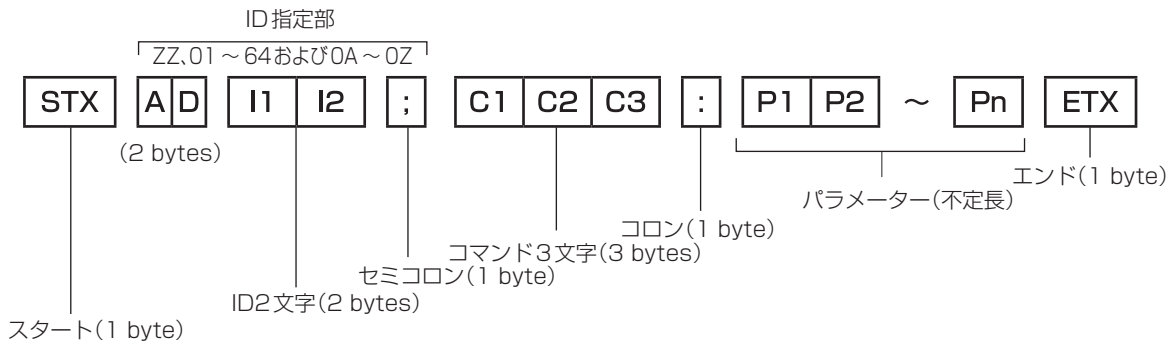 ID指定部
ZZ、01～64および0A～0Z
STX A D I1 I2 ; C1 C2 C3 : P1 P2 ～ Pn ETX
(2 bytes)
エンド(1 byte)
パラメーター(不定長)
コロン(1 byte)
コマンド3文字(3 bytes)
セミコロン(1 byte)
ID2文字(2 bytes)
スタート(1 byte)